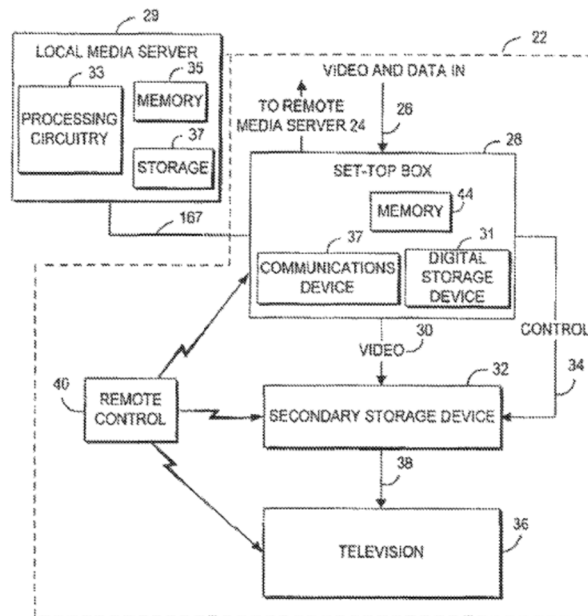 29
LOCAL MEDIA SERVER
33
PROCESSING
CIRCUITRY
35
MEMORY
37
STORAGE
22
VIDEO AND DATA IN
TO REMOTE
MEDIA SERVER 24
26
28
SET-TOP BOX
MEMORY
44
167
37
COMMUNICATIONS
DEVICE
31
DIGITAL
STORAGE
DEVICE
30
VIDEO
CONTROL
34
32
SECONDARY STORAGE DEVICE
40
REMOTE
CONTROL
38
TELEVISION
36